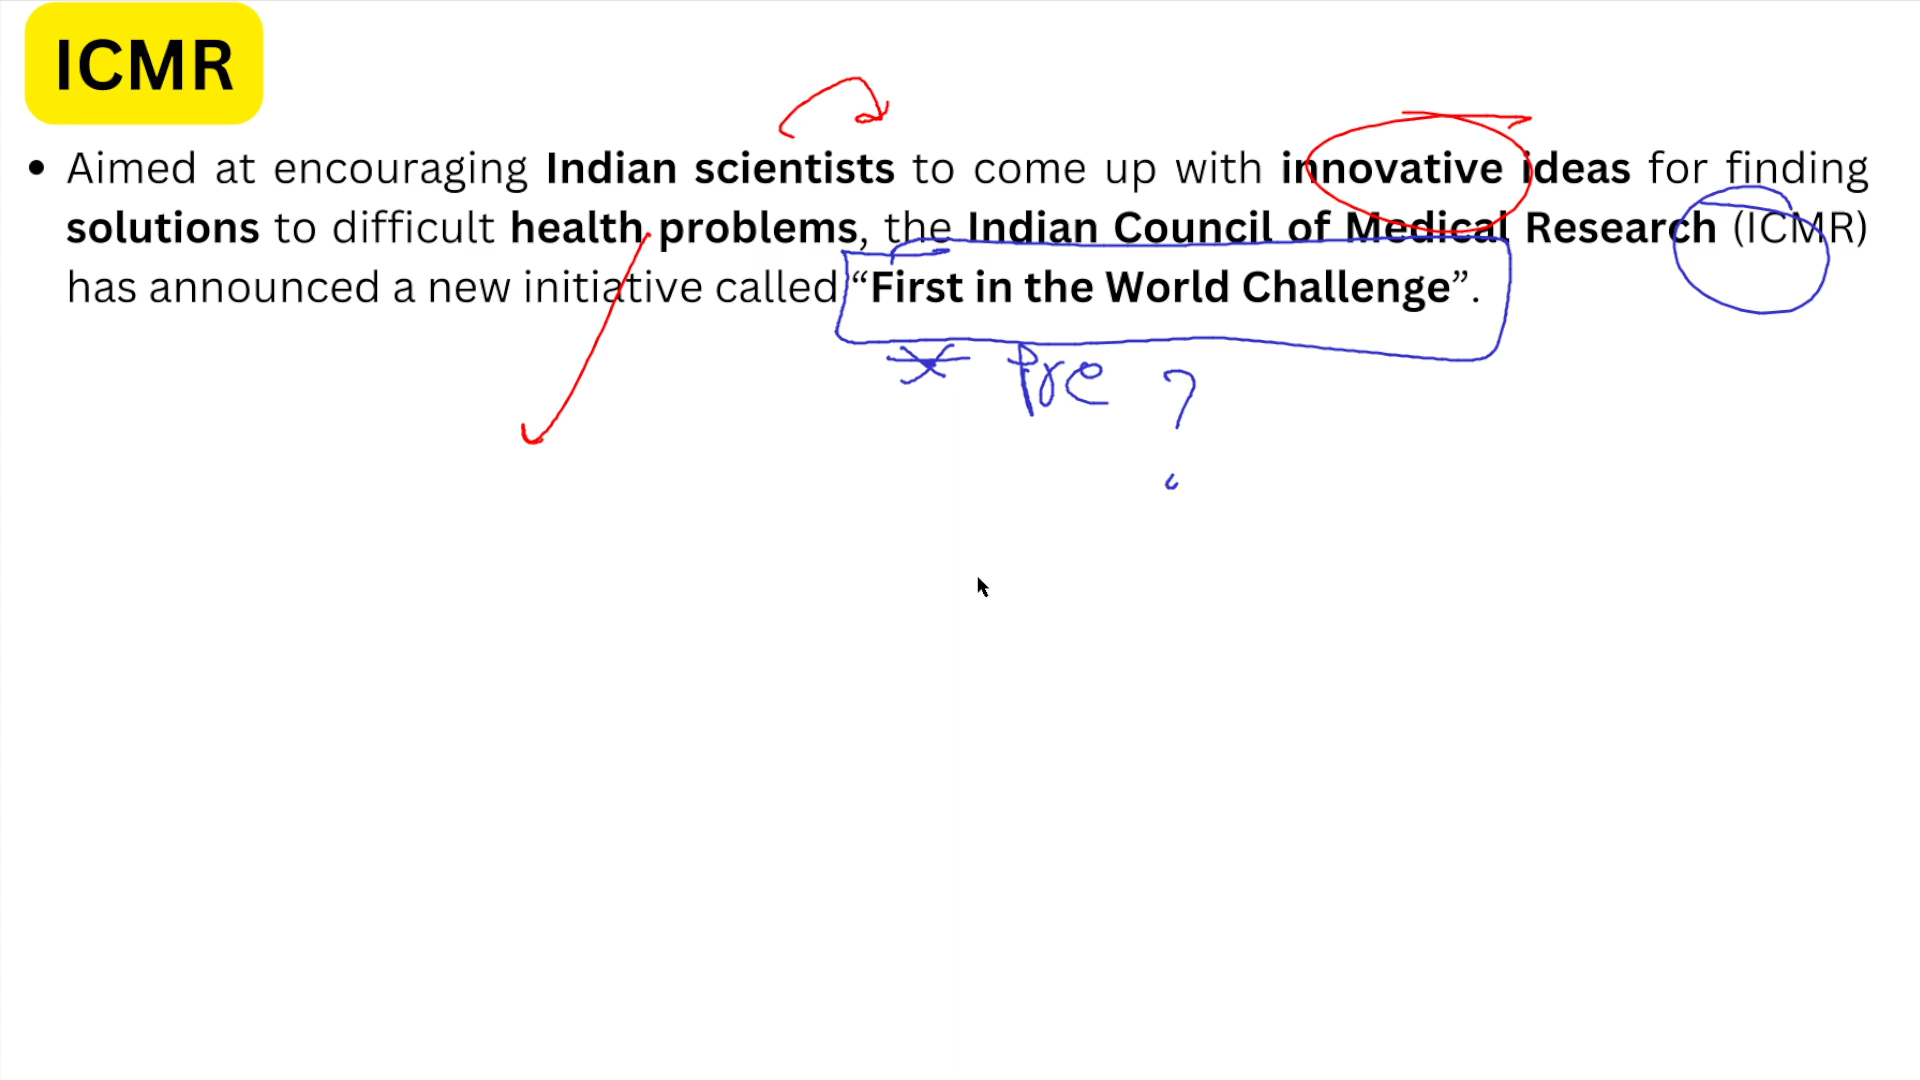 ICMR
• Aimed at encouraging Indian scientists to come up with innovative ideas for finding
solutions to difficult health problems, the Indian Council of Medical Research (ICMR)
has announced a new initiative called “First in the World Challenge”.
* Pre ?